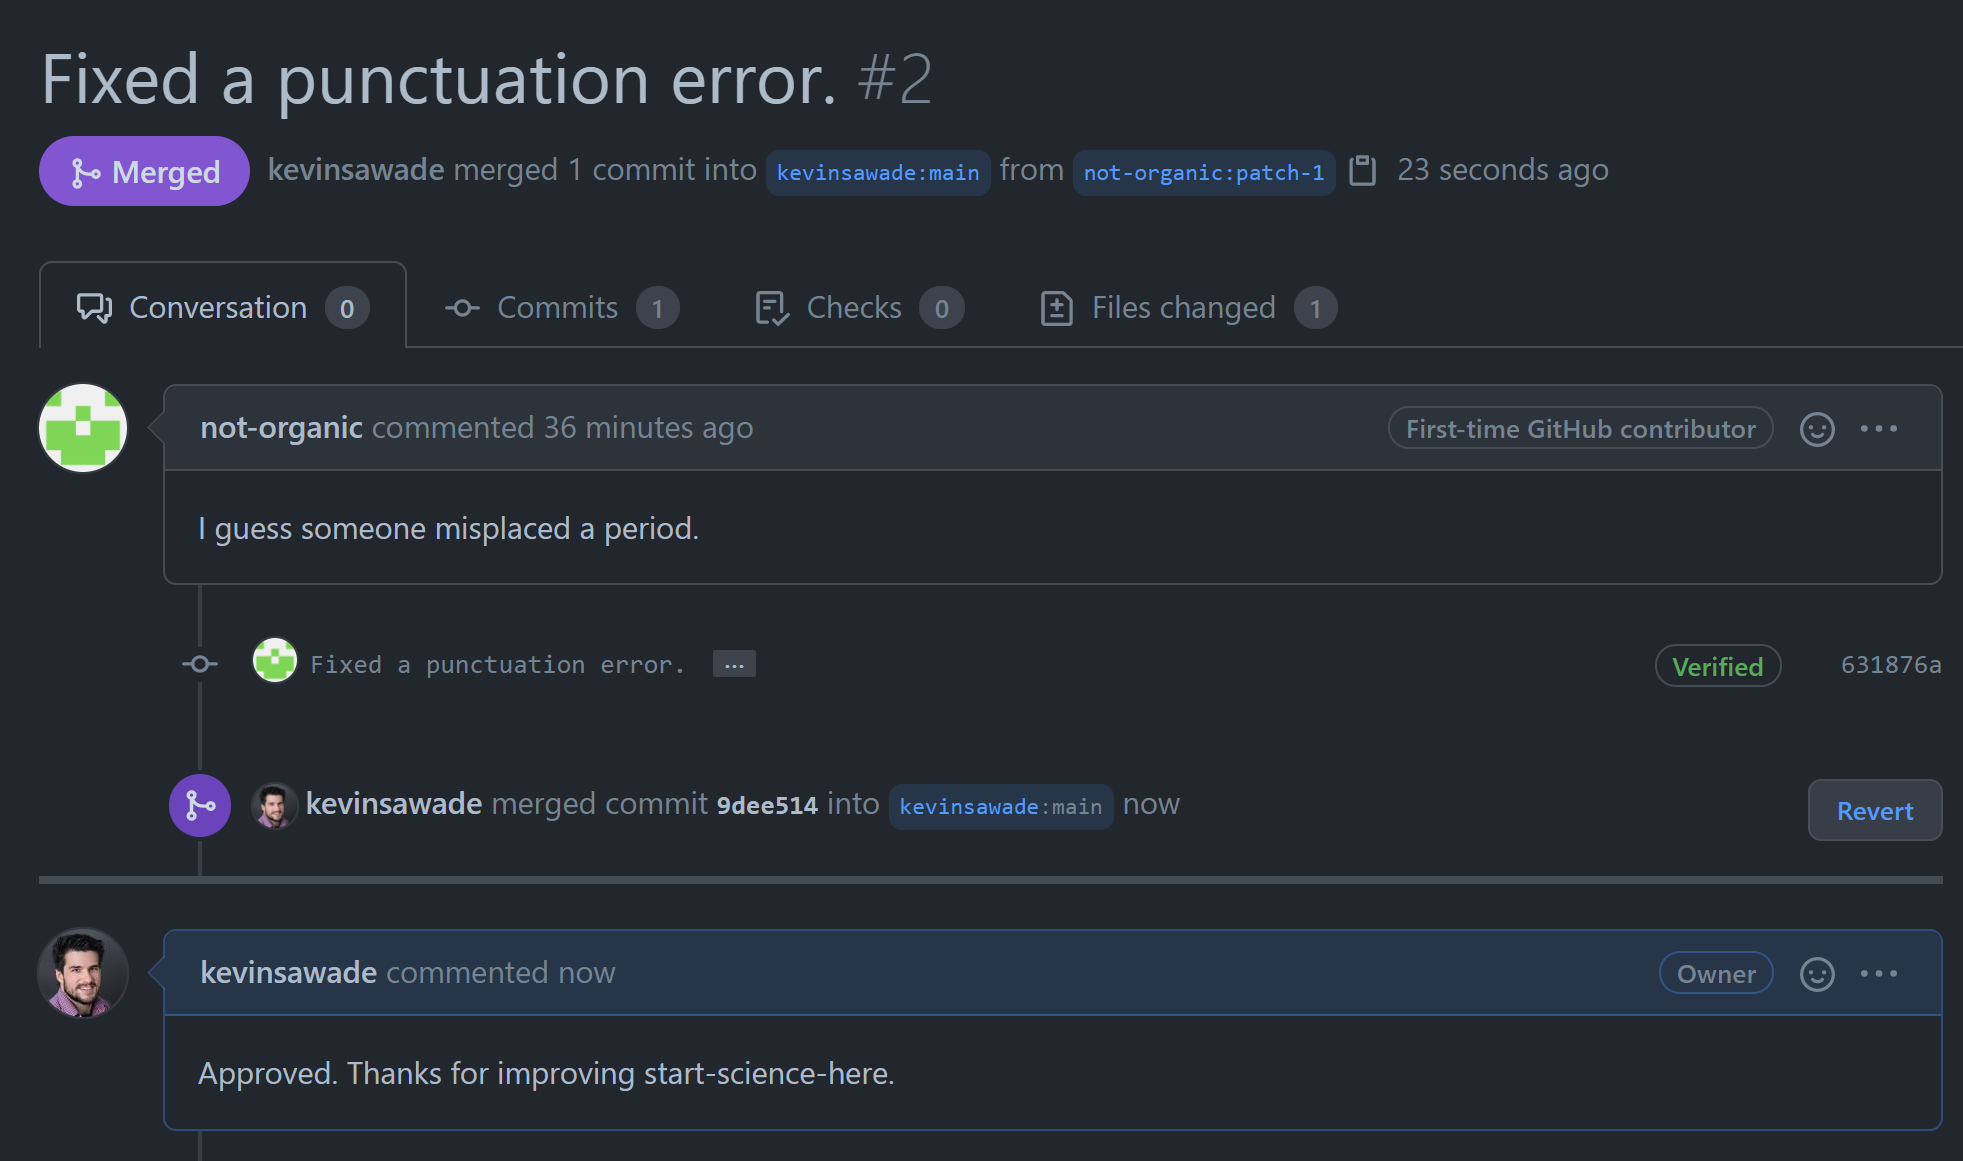 Fixed a punctuation error. #2
Merged kevinsawade merged 1 commit into kevinsawade:main from not-organic:patch-1 23 seconds ago
Conversation 0 Commits 1 Checks 0 Files changed 1
not-organic commented 36 minutes ago First-time GitHub contributor
I guess someone misplaced a period.
Fixed a punctuation error. ... Verified 631876a
kevinsawade merged commit 9dee514 into kevinsawade:main now Revert
kevinsawade commented now Owner
Approved. Thanks for improving start-science-here.